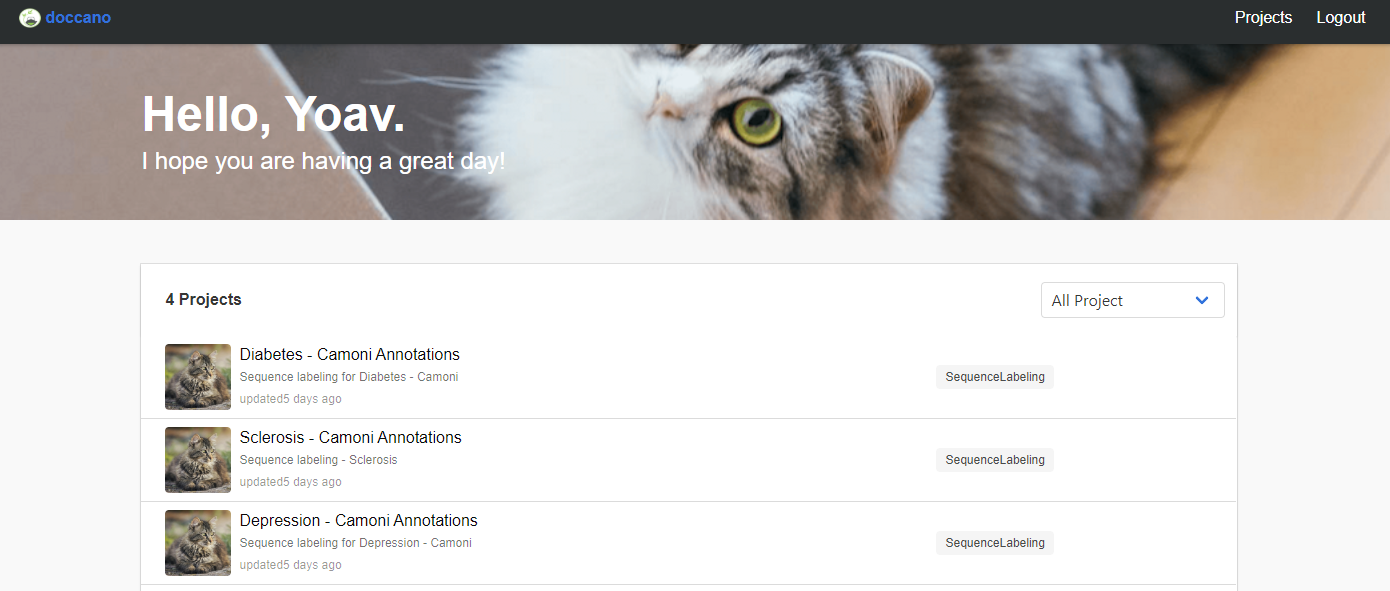 doccano
Projects Logout
Hello, Yoav.
I hope you are having a great day!
4 Projects
All Project
Diabetes - Camoni Annotations
Sequence labeling for Diabetes - Camoni
SequenceLabeling
updated5 days ago
Sclerosis - Camoni Annotations
Sequence labeling - Sclerosis
SequenceLabeling
updated5 days ago
Depression - Camoni Annotations
Sequence labeling for Depression - Camoni
SequenceLabeling
updated5 days ago